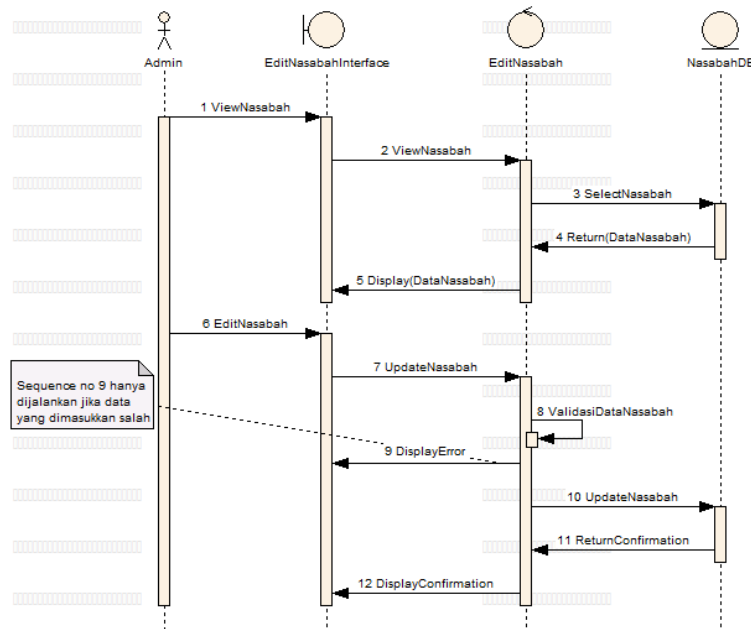 Admin
EditNasabahInterface
EditNasabah
NasabahDB
1 ViewNasabah
2 ViewNasabah
3 SelectNasabah
4 Return(DataNasabah)
5 Display(DataNasabah)
6 EditNasabah
7 UpdateNasabah
Sequence no 9 hanya
dijalankan jika data
yang dimasukkan salah
8 ValidasiDataNasabah
9 DisplayError
10 UpdateNasabah
11 ReturnConfirmation
12 DisplayConfirmation